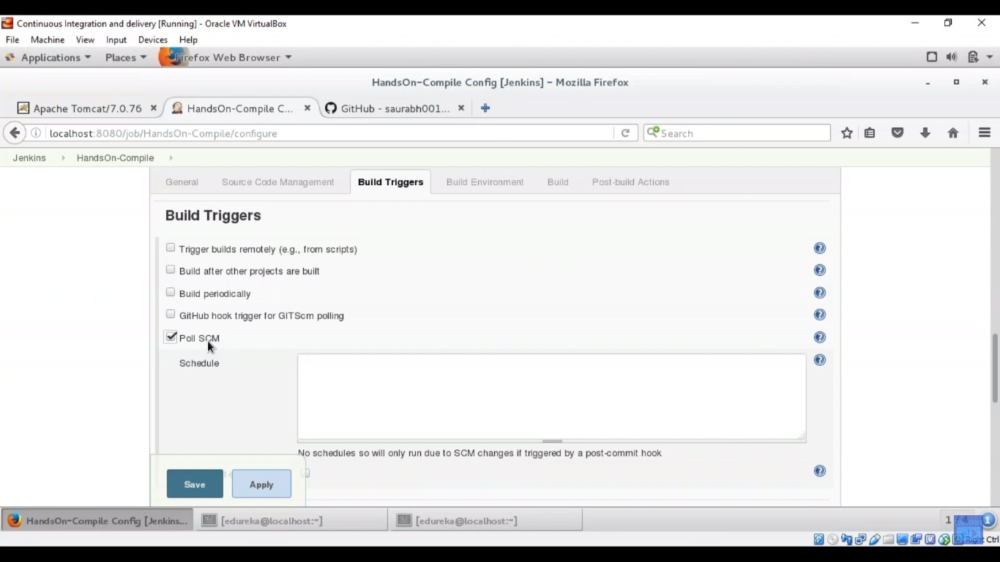 Continuous Integration and delivery [Running] - Oracle VM VirtualBox
File Machine View Input Devices Help
Applications Places Firefox Web Browser
HandsOn-Compile Config [Jenkins] - Mozilla Firefox
Apache Tomcat/7.0.76 HandsOn-Compile C... GitHub - saurabh001...
localhost:8080/job/HandsOn-Compile/configure Search
Jenkins HandsOn-Compile
General Source Code Management Build Triggers Build Environment Build Post-build Actions
Build Triggers
Trigger builds remotely (e.g., from scripts)
Build after other projects are built
Build periodically
GitHub hook trigger for GITScm polling
Poll SCM
Schedule
No schedules so will only run due to SCM changes if triggered by a post-commit hook
Save Apply
HandsOn-Compile Config [Jenkins... [edureka@localhost:~] [edureka@localhost:~] 1 / 4 1
Right Ctrl